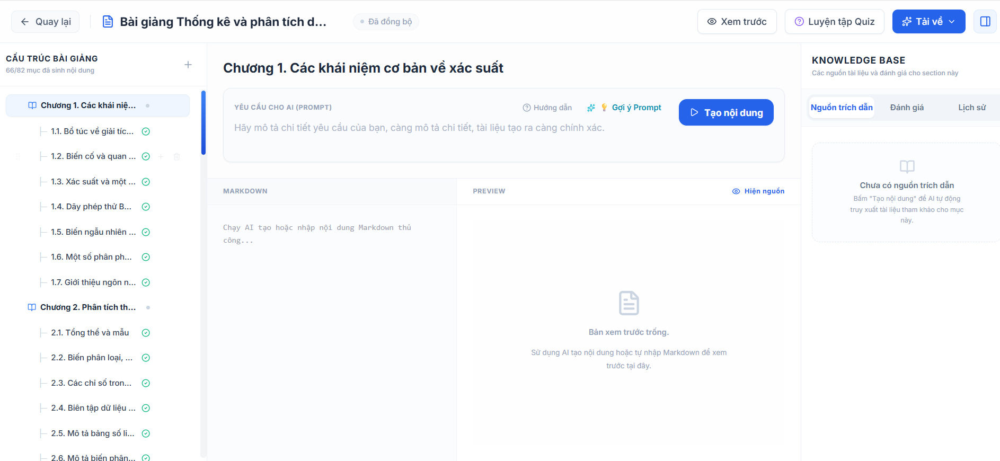 Quay lại
Bài giảng Thống kê và phân tích d...
Đã đồng bộ
Xem trước
Luyện tập Quiz
Tải về
CẤU TRÚC BÀI GIẢNG
66/82 mục đã sinh nội dung
Chương 1. Các khái niệ...
1.1. Bổ túc về giải tíc...
1.2. Biến cố và quan ...
1.3. Xác suất và một ...
1.4. Dãy phép thử B...
1.5. Biến ngẫu nhiên ...
1.6. Một số phân ph...
1.7. Giới thiệu ngôn n...
Chương 2. Phân tích th...
2.1. Tổng thể và mẫu
2.2. Biến phân loại, ...
2.3. Các chỉ số tron...
2.4. Biên tập dữ liệu ...
2.5. Mô tả bảng số li...
2.6. Mô tả biến phân...
Chương 1. Các khái niệm cơ bản về xác suất
YÊU CẦU CHO AI (PROMPT)
Hướng dẫn
Gợi ý Prompt
Tạo nội dung
Hãy mô tả chi tiết yêu cầu của bạn, càng mô tả chi tiết, tài liệu tạo ra càng chính xác.
MARKDOWN
Chạy AI tạo hoặc nhập nội dung Markdown thủ
công...
PREVIEW
Hiện nguồn
Bản xem trước trống.
Sử dụng AI tạo nội dung hoặc tự nhập Markdown để xem
trước tại đây.
KNOWLEDGE BASE
Các nguồn tài liệu và đánh giá cho section này
Nguồn trích dẫn
Đánh giá
Lịch sử
Chưa có nguồn trích dẫn
Bấm "Tạo nội dung" để AI tự động
truy xuất tài liệu tham khảo cho mục
này.